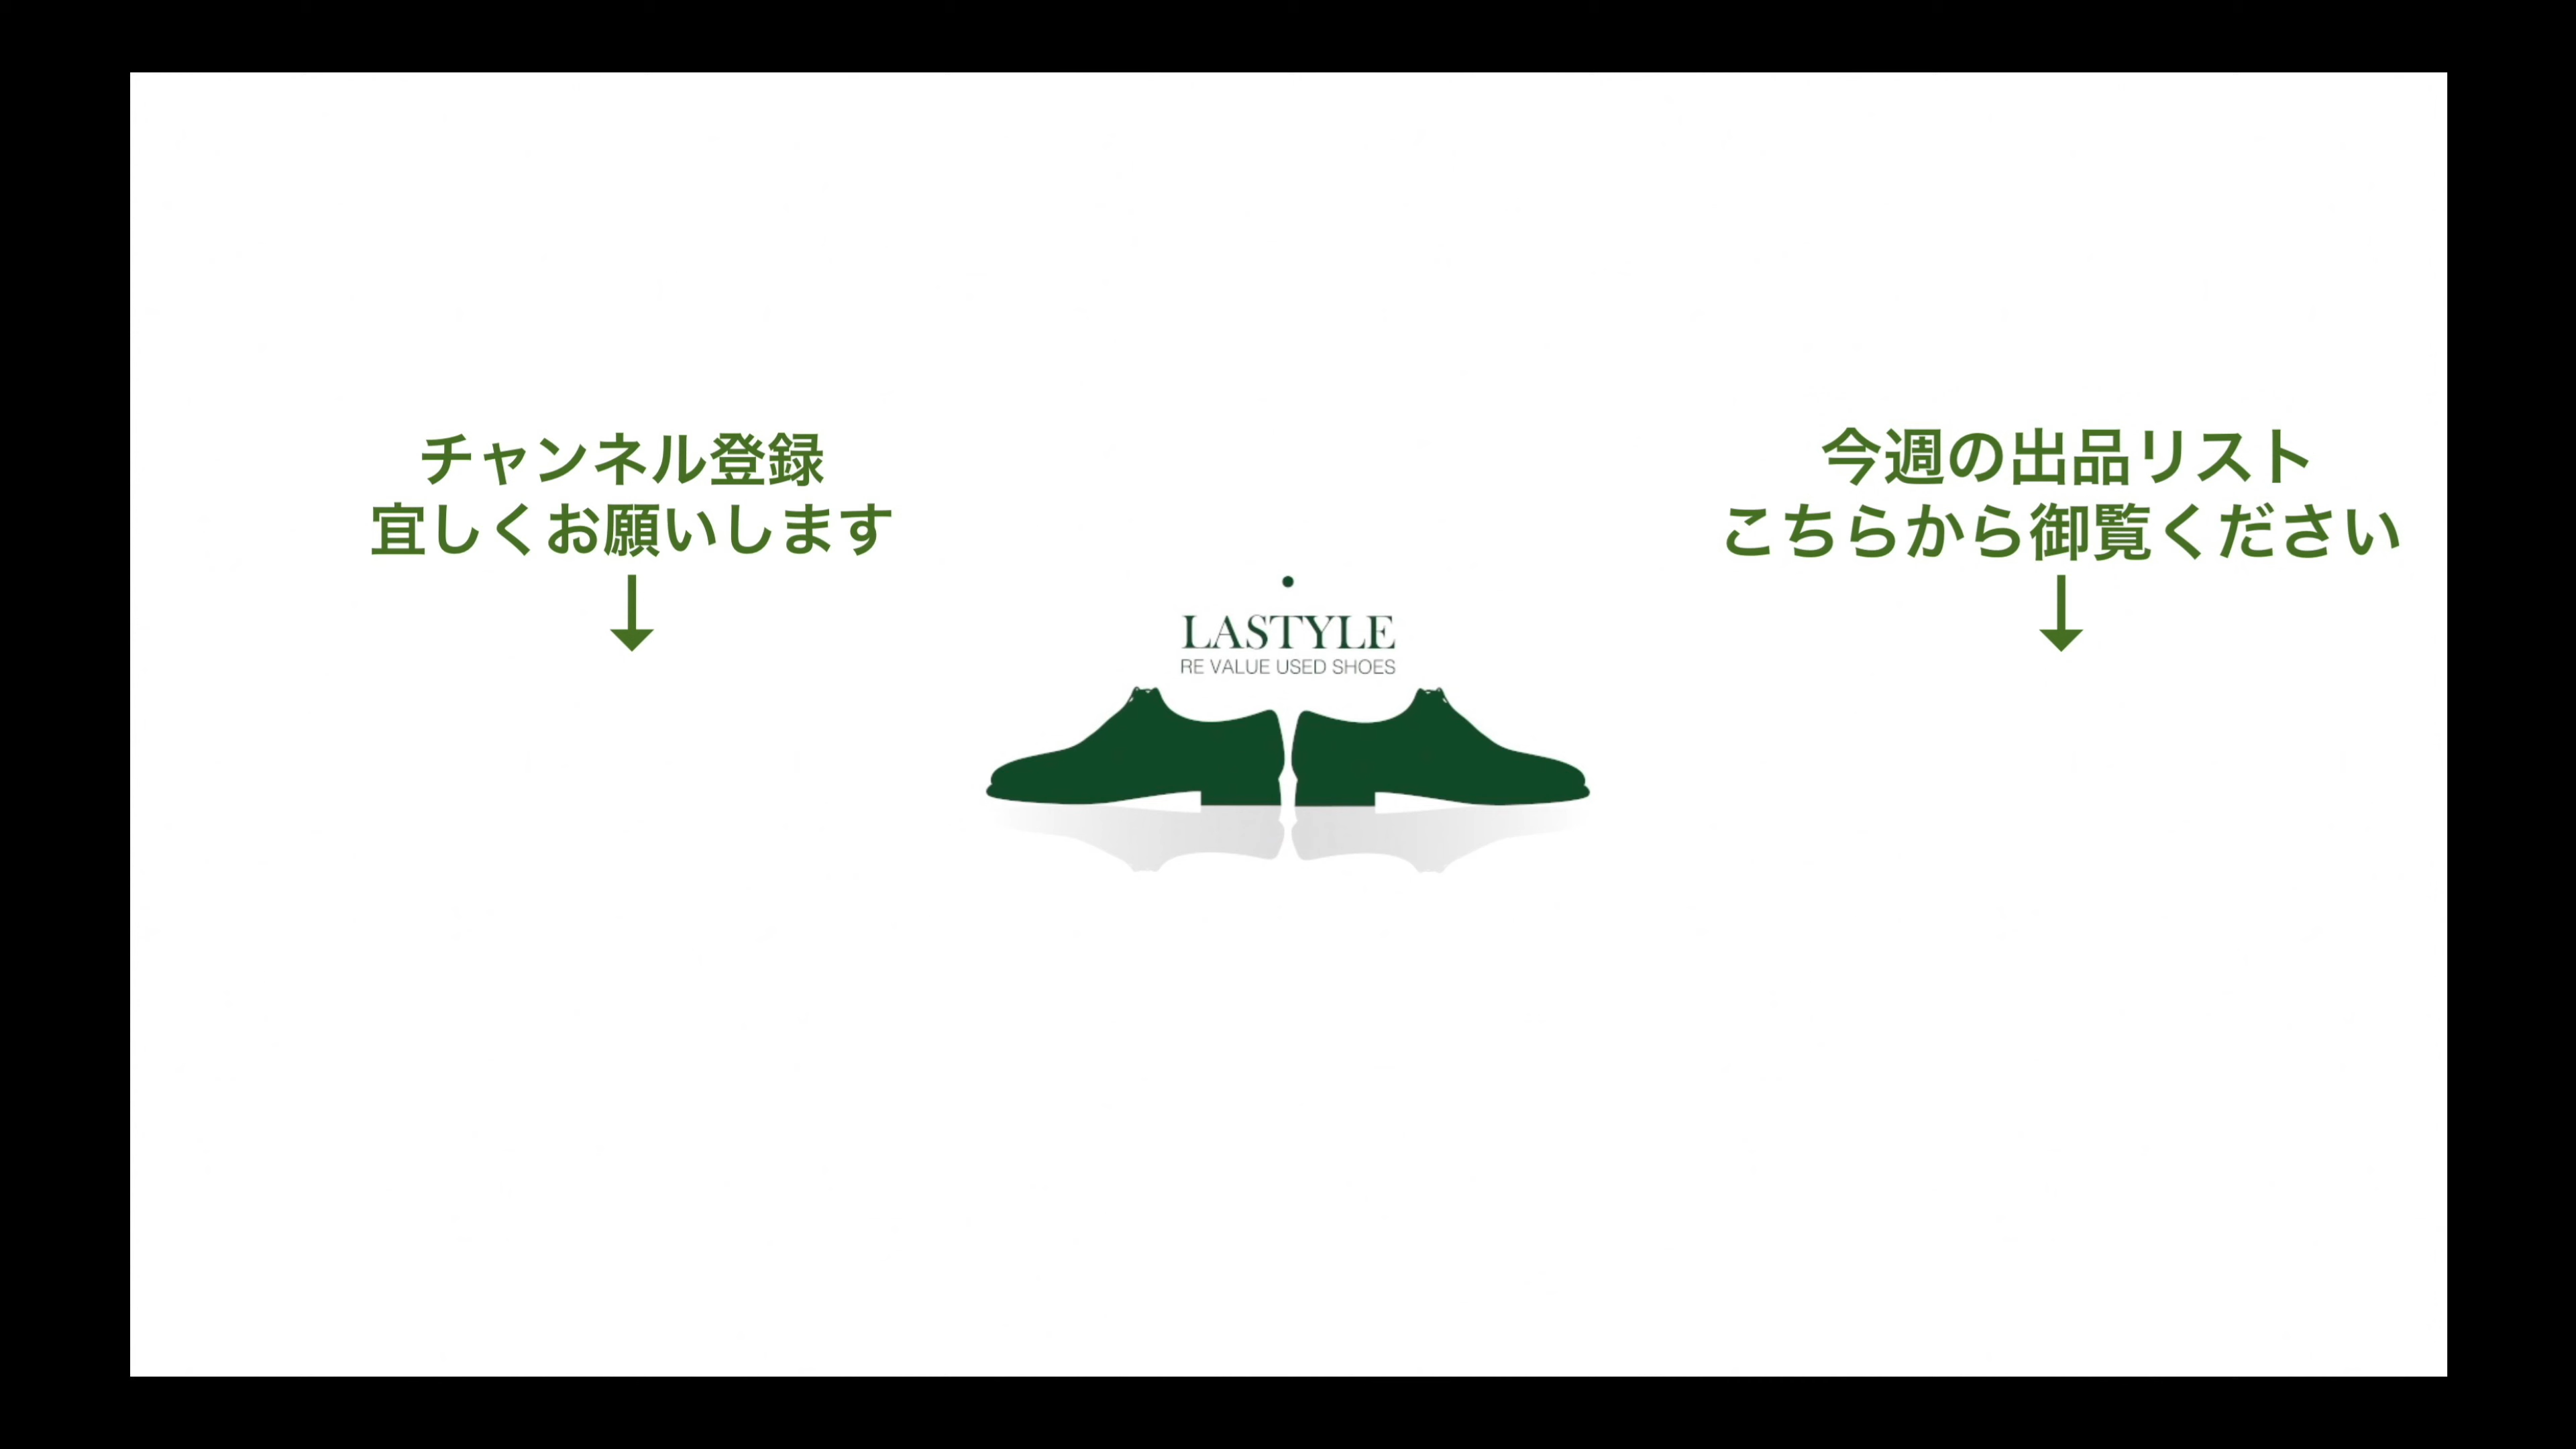 チャンネル登録
宜しくお願いします
↓
今週の出品リスト
こちらから御覧ください
↓
LASTYLE
RE VALUE USED SHOES